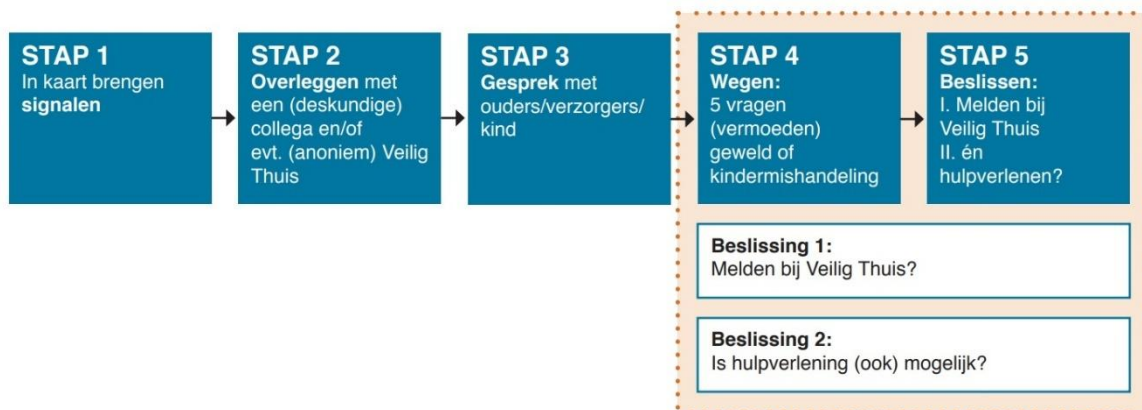 STAP 1
In kaart brengen
signalen
STAP 2
Overleggen met
een (deskundige)
collega en/of
evt. (anoniem) Veilig
Thuis
STAP 3
Gesprek met
ouders/verzorgers/
kind
STAP 4
Wegen:
5 vragen
(vermoeden)
geweld of
kindermishandeling
STAP 5
Beslissen:
I. Melden bij
Veilig Thuis
II. én
hulpverlenen?
Beslissing 1:
Melden bij Veilig Thuis?
Beslissing 2:
Is hulpverlening (ook) mogelijk?